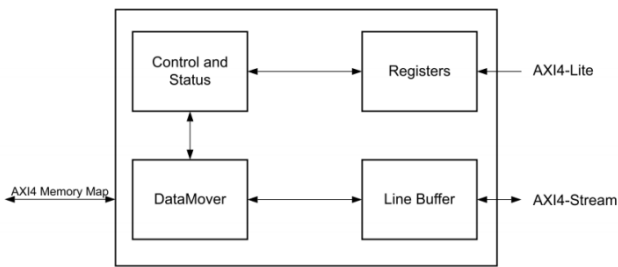 Control and
Status
Registers
AXI4-Lite
AXI4 Memory Map
DataMover
Line Buffer
AXI4-Stream